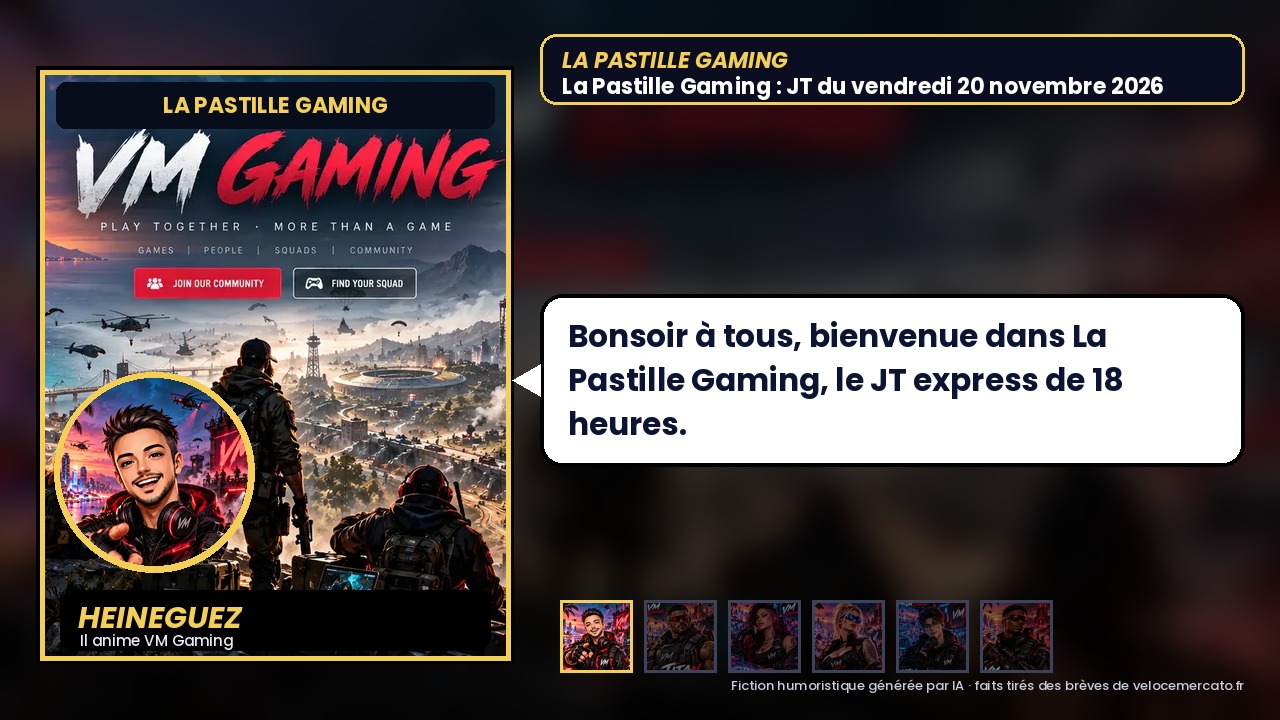 LA PASTILLE GAMING
VM GAMING
PLAY TOGETHER · MORE THAN A GAME
GAMES | PEOPLE | SQUADS | COMMUNITY
JOIN OUR COMMUNITY
FIND YOUR SQUAD
HEINEGUEZ
Il anime VM Gaming
LA PASTILLE GAMING
La Pastille Gaming : JT du vendredi 20 novembre 2026
Bonsoir à tous, bienvenue dans La
Pastille Gaming, le JT express de 18
heures.
Fiction humoristique générée par IA · faits tirés des brèves de velocemercato.fr